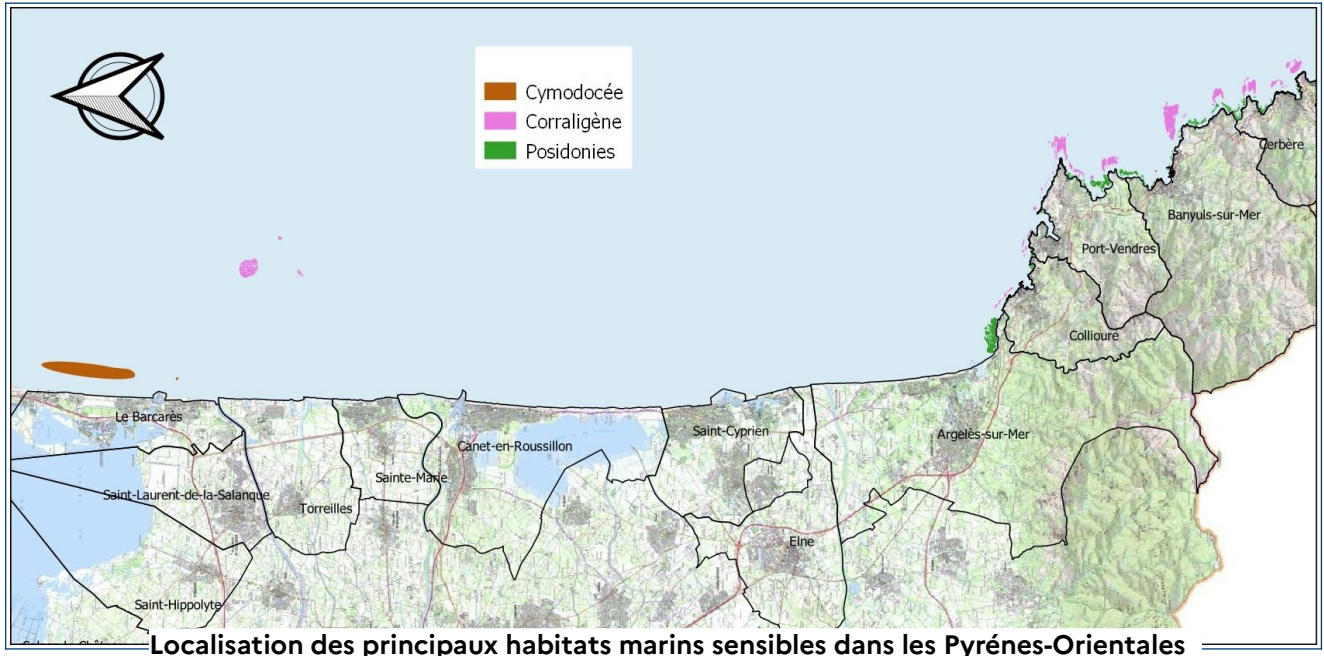 Cymodocée
Corraligène
Posidonies
Cerbère
Banyuls-sur-Mer
Port-Vendres
Collioure
Le Barcarès
Saint-Cyprien
Argelès-sur-Mer
Canet-en-Roussillon
Sainte-Marie
Saint-Laurent-de-la-Salanque
Torreilles
Elne
Saint-Hippolyte
Localisation des principaux habitats marins sensibles dans les Pyrénes-Orientales